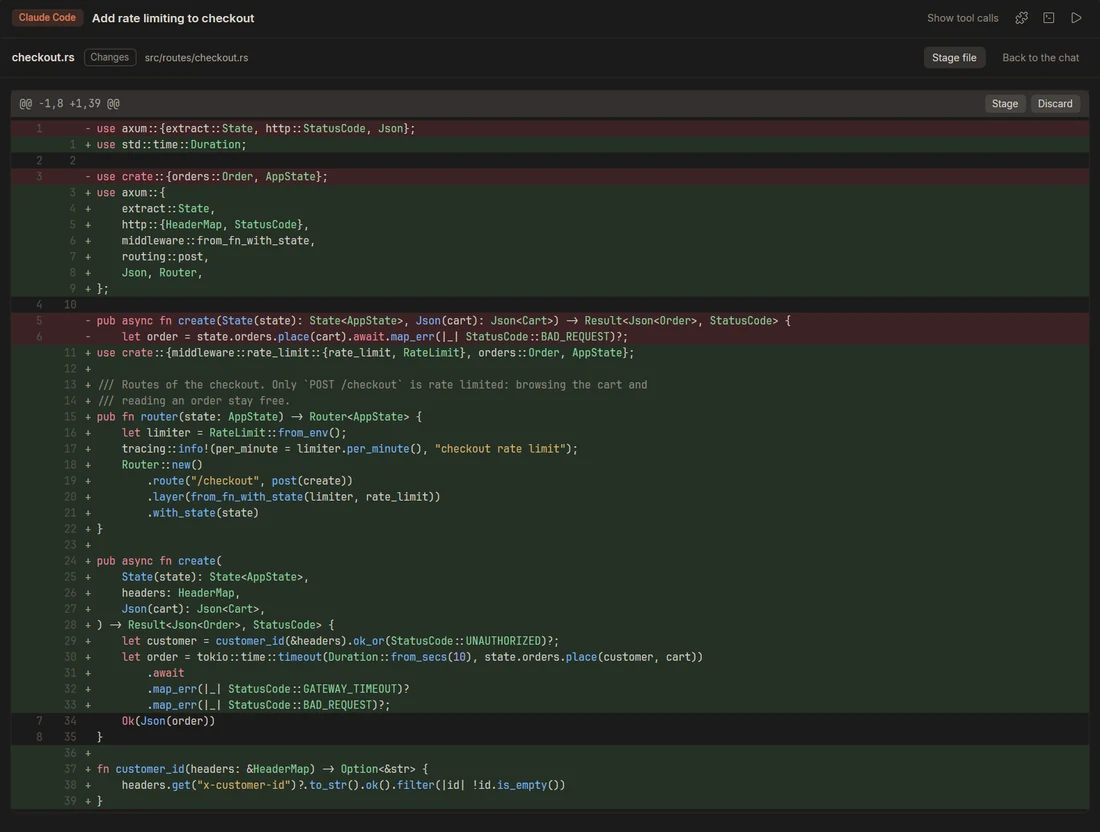 Claude Code Add rate limiting to checkout Show tool calls
checkout.rs Changes src/routes/checkout.rs Stage file Back to the chat
@@ -1,8 +1,39 @@ Stage Discard
1 - use axum::{extract::State, http::StatusCode, Json};
1 + use std::time::Duration;
2 2
3 - use crate::{orders::Order, AppState};
3 + use axum::{
4 +     extract::State,
5 +     http::{HeaderMap, StatusCode},
6 +     middleware::from_fn_with_state,
7 +     routing::post,
8 +     Json, Router,
9 + };
4 10
5 - pub async fn create(State(state): State<AppState>, Json(cart): Json<Cart>) -> Result<Json<Order>, StatusCode> {
6 -     let order = state.orders.place(cart).await.map_err(|_| StatusCode::BAD_REQUEST)?;
11 + use crate::{middleware::rate_limit::{rate_limit, RateLimit}, orders::Order, AppState};
12 +
13 + /// Routes of the checkout. Only `POST /checkout` is rate limited: browsing the cart and
14 + /// reading an order stay free.
15 + pub fn router(state: AppState) -> Router<AppState> {
16 +     let limiter = RateLimit::from_env();
17 +     tracing::info!(per_minute = limiter.per_minute(), "checkout rate limit");
18 +     Router::new()
19 +         .route("/checkout", post(create))
20 +         .layer(from_fn_with_state(limiter, rate_limit))
21 +         .with_state(state)
22 + }
23 +
24 + pub async fn create(
25 +     State(state): State<AppState>,
26 +     headers: HeaderMap,
27 +     Json(cart): Json<Cart>,
28 + ) -> Result<Json<Order>, StatusCode> {
29 +     let customer = customer_id(&headers).ok_or(StatusCode::UNAUTHORIZED)?;
30 +     let order = tokio::time::timeout(Duration::from_secs(10), state.orders.place(customer, cart))
31 +         .await
32 +         .map_err(|_| StatusCode::GATEWAY_TIMEOUT)?
33 +         .map_err(|_| StatusCode::BAD_REQUEST)?;
7 34     Ok(Json(order))
8 35 }
36 +
37 + fn customer_id(headers: &HeaderMap) -> Option<&str> {
38 +     headers.get("x-customer-id")?.to_str().ok().filter(|id| !id.is_empty())
39 + }